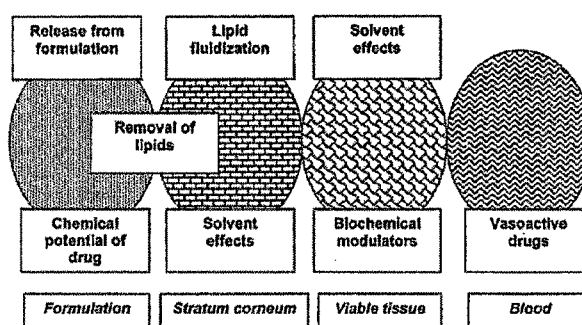 Release from
formulation
Lipid
fluidization
Solvent
effects
Removal of
lipids
Chemical
potential of
drug
Solvent
effects
Biochemical
modulators
Vasoactive
drugs
Formulation
Stratum corneum
Viable tissue
Blood